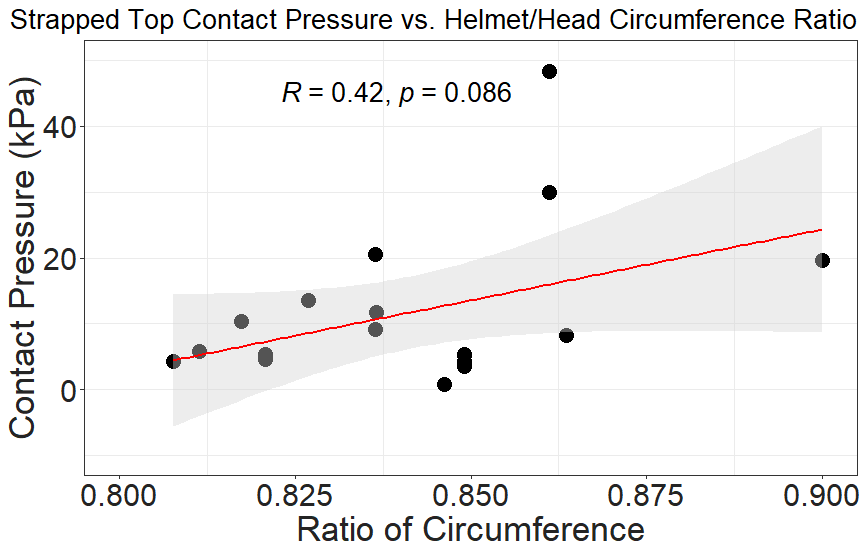 Strapped Top Contact Pressure vs. Helmet/Head Circumference Ratio
R = 0.42, p = 0.086
Contact Pressure (kPa)
40
20
0
0.800 0.825 0.850 0.875 0.900
Ratio of Circumference